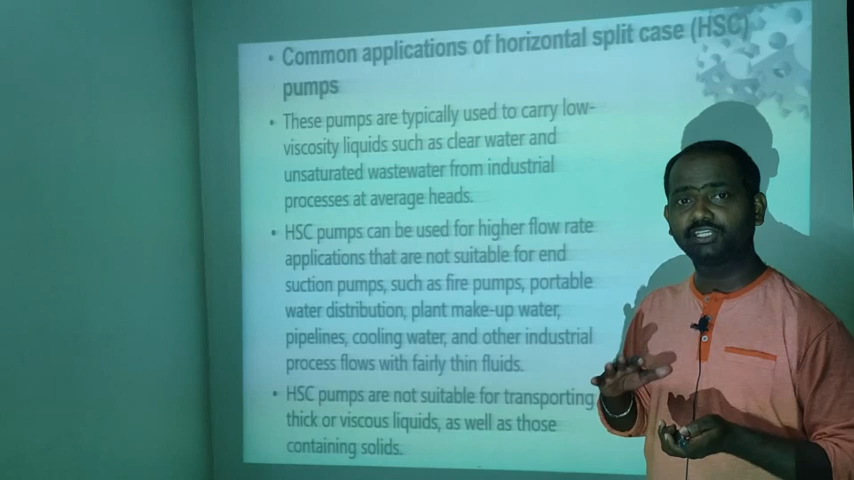 • Common applications of horizontal split case (HSC)
pumps
• These pumps are typically used to carry low-
viscosity liquids such as clear water and
unsaturated wastewater from industrial
processes at average heads.
• HSC pumps can be used for higher flow rate
applications that are not suitable for end
suction pumps, such as fire pumps, portable
water distribution, plant make-up water,
pipelines, cooling water, and other industrial
process flows with fairly thin fluids.
• HSC pumps are not suitable for transporting
thick or viscous liquids, as well as those
containing solids.